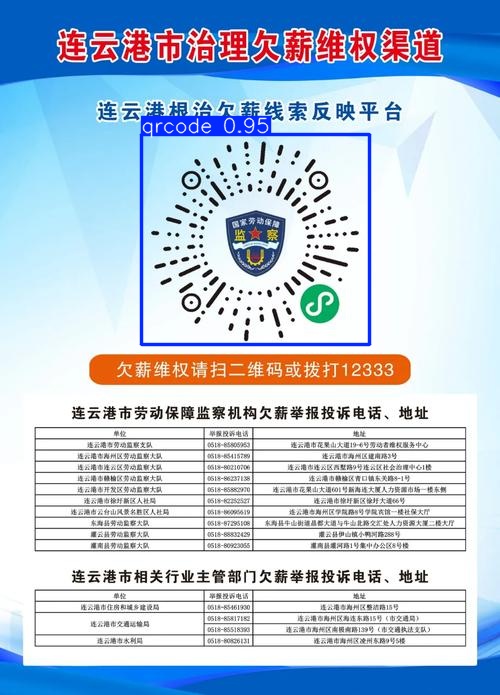 连云港市治理欠薪维权渠道
连云港根治欠薪线索反映平台
qrcode 0.95
国家劳动保障
监 察
欠薪维权请扫二维码或拨打12333
连云港市劳动保障监察机构欠薪举报投诉电话、地址
单位 举报投诉电话 地址
连云港市劳动监察支队 0518-85805953 连云港市花果山大道19-6号劳动者维权服务中心
连云港市海州区劳动监察大队 0518-85415789 连云港市海州区建南路3号
连云港市连云区劳动监察大队 0518-80210706 连云港市连云区西墅路9号连云区社会治理中心1楼
连云港市赣榆区劳动监察大队 0518-86237138 连云港市赣榆区青口镇东关路8-1号
连云港市开发区劳动监察大队 0518-85882970 连云港市花果山大道601号新海连大厦人力资源市场一楼东侧
连云港市徐圩新区人社局 0518-82252527 连云港市徐圩新区徐圩大道66号
连云港市云台山风景名胜区人社局 0518-86095619 连云港市海州区学院路8号学院宾馆一楼社保大厅
东海县劳动监察大队 0518-87295108 东海县牛山街道晶都大道与牛山北路交汇处人力资源大厦二楼大厅
灌云县劳动监察大队 0518-88832429 灌云县伊山镇小鸭河路288号
灌南县劳动监察大队 0518-80923055 灌南县灌河路1号集中办公区8号楼
连云港市相关行业主管部门欠薪举报投诉电话、地址
单位 举报投诉电话 地址
连云港市住房和城乡建设局 0518-85461930 连云港市海州区整洁路15号
连云港市交通运输局 0518-85817182 连云港市海州区海连东路15号（市交通局）
0518-85518393 连云港市海州区南极南路139号（市交通执法支队）
连云港市水利局 0518-80826131 连云港市海州区凌州东路9号5楼